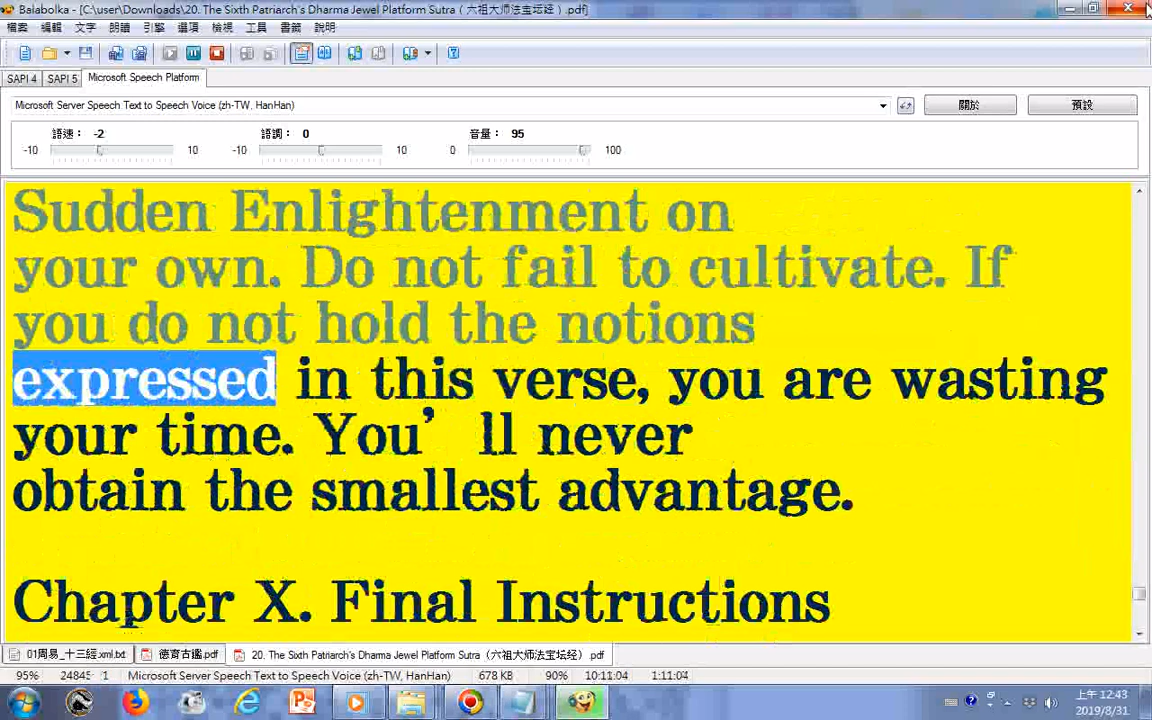 Balabolka - [C:\user\Downloads\20. The Sixth Patriarch's Dharma Jewel Platform Sutra（六祖大师法宝坛经）.pdf]
檔案 編輯 文字 朗讀 引擎 選項 檢視 工具 書籤 說明
SAPI 4 SAPI 5 Microsoft Speech Platform
Microsoft Server Speech Text to Speech Voice (zh-TW, HanHan) 關於 預設
語速： -2 語調： 0 音量： 95
-10 10 -10 10 0 100
Sudden Enlightenment on
your own. Do not fail to cultivate. If
you do not hold the notions
expressed in this verse, you are wasting
your time. You’ll never
obtain the smallest advantage.
Chapter X. Final Instructions
01周易_十三經.xml.txt 德育古鑑.pdf 20. The Sixth Patriarch's Dharma Jewel Platform Sutra（六祖大师法宝坛经）.pdf
95% 24845 1 Microsoft Server Speech Text to Speech Voice (zh-TW, HanHan) 678 KB 90% 10:11:04 1:11:04
上午 12:43
2019/8/31